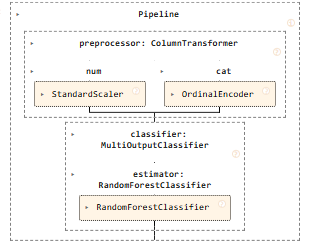 Pipeline
preprocessor: ColumnTransformer
num
cat
StandardScaler
OrdinalEncoder
classifier:
MultiOutputClassifier
estimator:
RandomForestClassifier
RandomForestClassifier